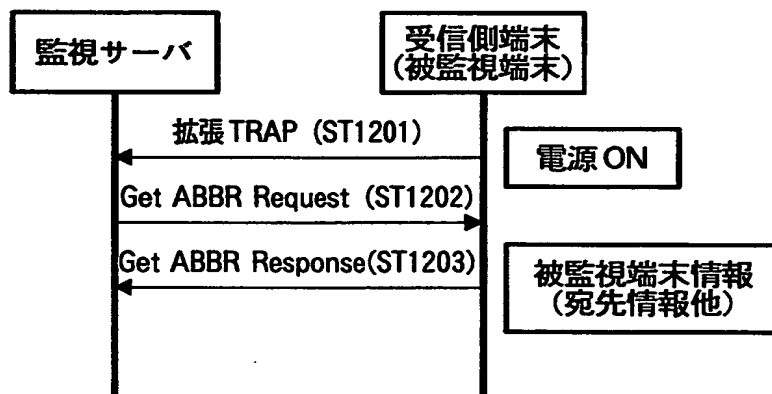 監視サーバ
受信側端末
(被監視端末)
拡張TRAP (ST1201)
電源ON
Get ABBR Request (ST1202)
Get ABBR Response(ST1203)
被監視端末情報
(宛先情報他)